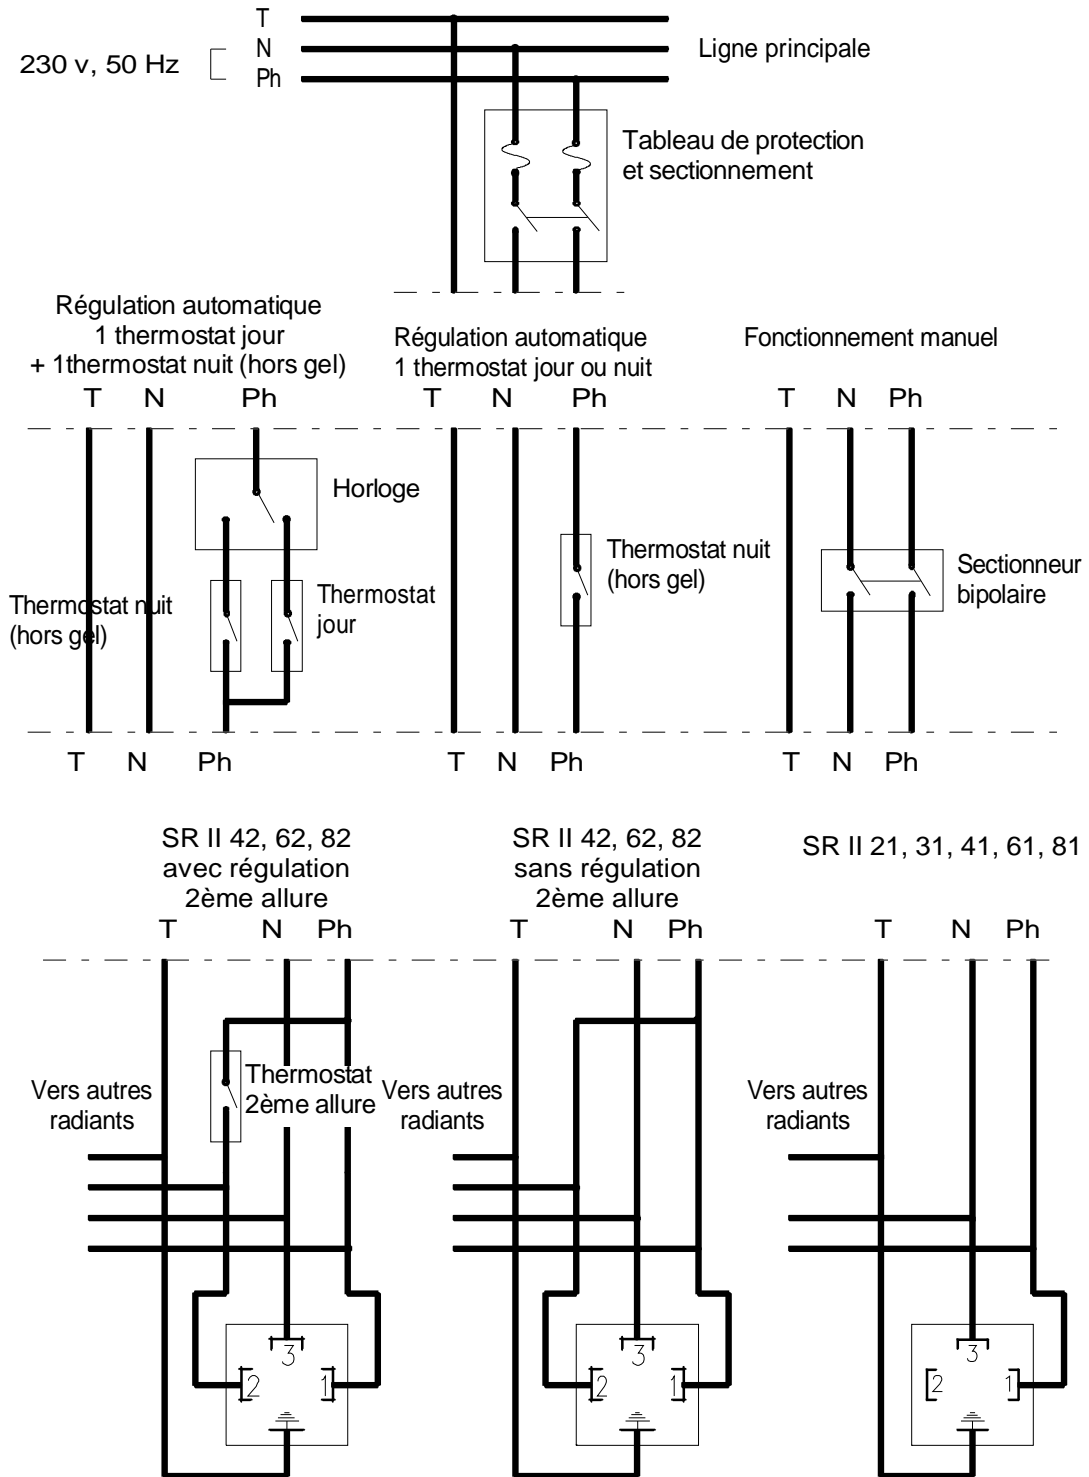 T
N
Ph
230 v, 50 Hz
Ligne principale
Tableau de protection
et sectionnement
Régulation automatique
1 thermostat jour
+ 1thermostat nuit (hors gel)
Régulation automatique
1 thermostat jour ou nuit
Fonctionnement manuel
T N Ph
T N Ph
T N Ph
Horloge
Thermostat nuit
(hors gel)
Thermostat
jour
Thermostat nuit
(hors gel)
Sectionneur
bipolaire
T N Ph
T N Ph
T N Ph
SR II 42, 62, 82
avec régulation
2ème allure
SR II 42, 62, 82
sans régulation
2ème allure
SR II 21, 31, 41, 61, 81
T N Ph
T N Ph
T N Ph
Vers autres
radiants
Thermostat
2ème allure
Vers autres
radiants
Vers autres
radiants
3
2 1
3
2 1
3
2 1